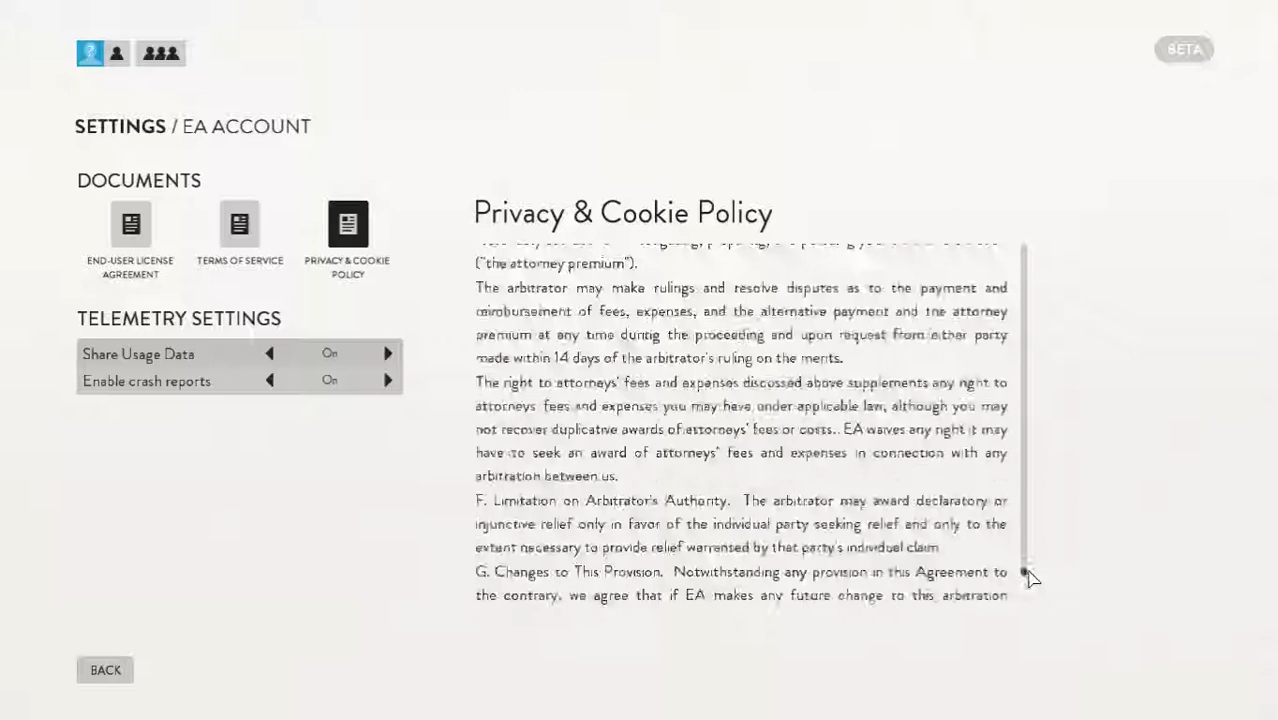 BETA
SETTINGS / EA ACCOUNT
DOCUMENTS
END-USER LICENSE
AGREEMENT
TERMS OF SERVICE
PRIVACY & COOKIE
POLICY
TELEMETRY SETTINGS
Share Usage Data On
Enable crash reports On
Privacy & Cookie Policy
("the attorney premium").
The arbitrator may make rulings and resolve disputes as to the payment and
reimbursement of fees, expenses, and the alternative payment and the attorney
premium at any time during the proceeding and upon request from either party
made within 14 days of the arbitrator's ruling on the merits.
The right to attorneys' fees and expenses discussed above supplements any right to
attorneys fees and expenses you may have under applicable law, although you may
not recover duplicative awards of attorneys' fees or costs.. EA waives any right it may
have to seek an award of attorneys' fees and expenses in connection with any
arbitration between us.
F. Limitation on Arbitrator's Authority. The arbitrator may award declaratory or
injunctive relief only in favor of the individual party seeking relief and only to the
extent necessary to provide relief warranted by that party's individual claim
G. Changes to This Provision. Notwithstanding any provision in this Agreement to
the contrary, we agree that if EA makes any future change to this arbitration
BACK